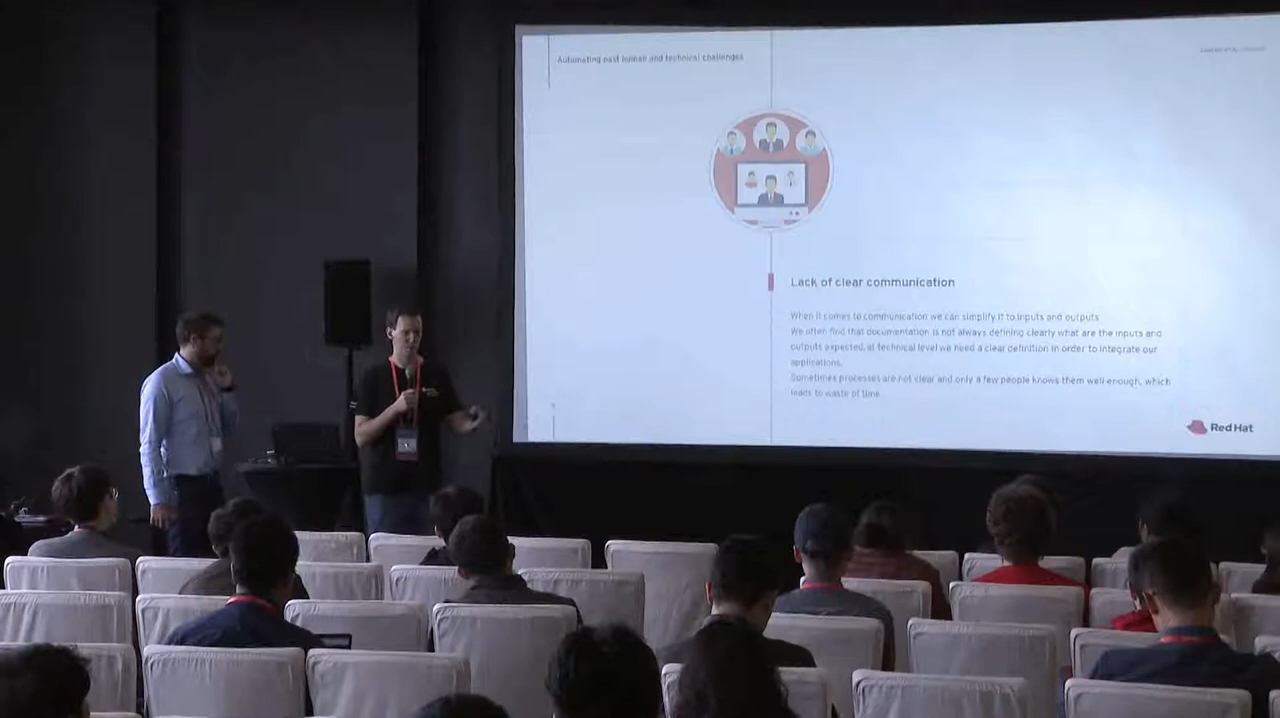 Automating past human and technical challenges
Lack of clear communication
When it comes to communication we can simplify it to inputs and outputs
We often find that documentation is not always defining clearly what are the inputs and
outputs expected, at technical level we need a clear definition in order to integrate our
applications.
Sometimes processes are not clear and only a few people knows them well enough, which
leads to waste of time
Red Hat